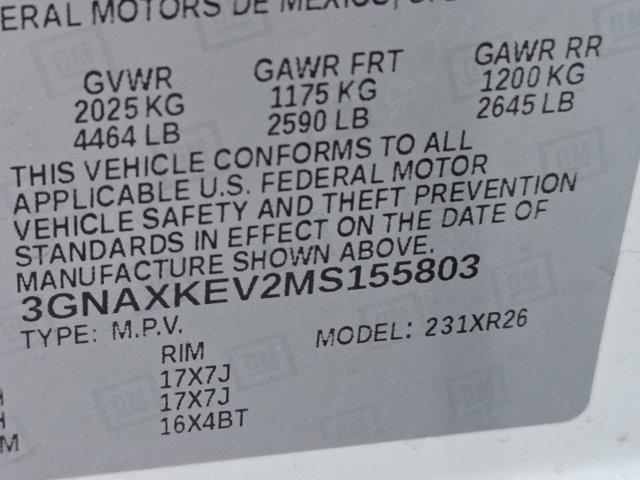 ERAL MOTORS DE MEXICO,
GVWR GAWR FRT GAWR RR
2025 KG 1175 KG 1200 KG
4464 LB 2590 LB 2645 LB
THIS VEHICLE CONFORMS TO ALL
APPLICABLE U.S. FEDERAL MOTOR
VEHICLE SAFETY AND THEFT PREVENTION
STANDARDS IN EFFECT ON THE DATE OF
MANUFACTURE SHOWN ABOVE.
3GNAXKEV2MS155803
TYPE: M.P.V. MODEL: 231XR26
RIM
17X7J
17X7J
16X4BT